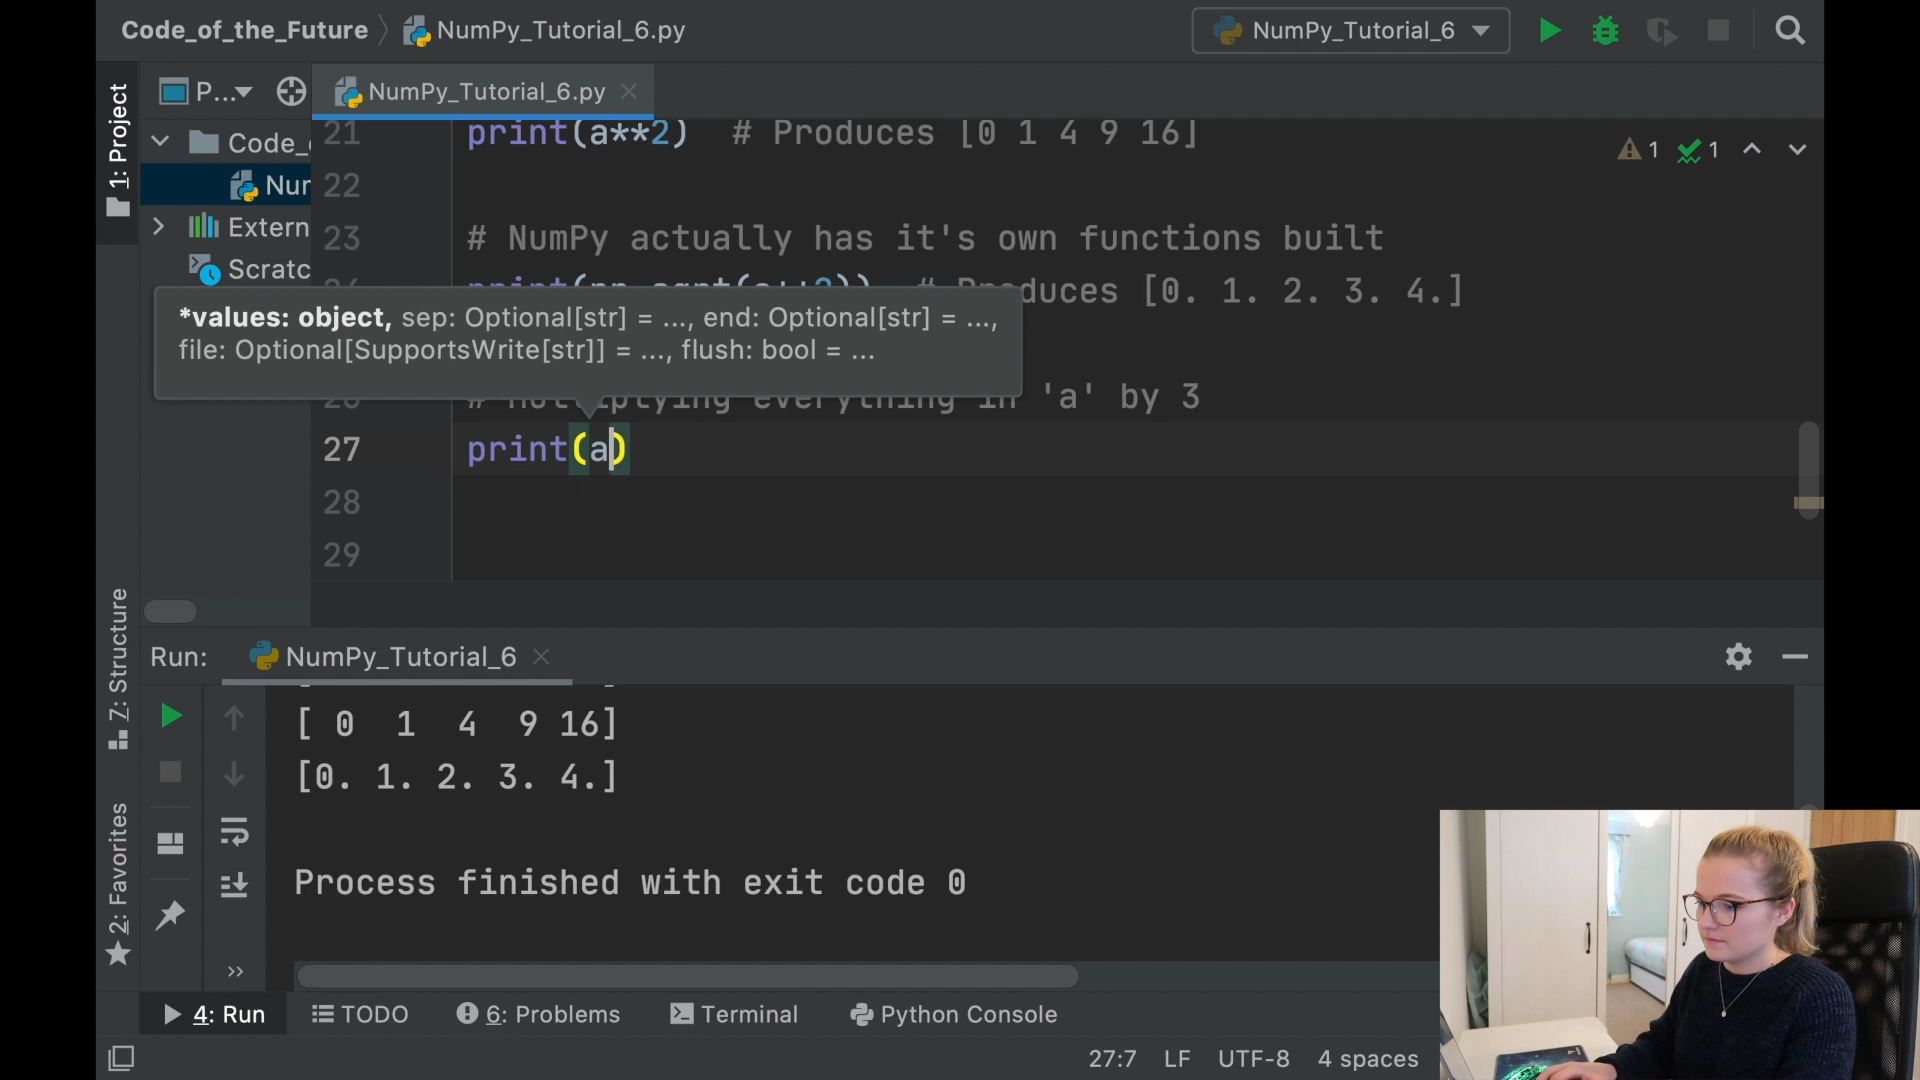 Code_of_the_Future
NumPy_Tutorial_6.py
NumPy_Tutorial_6
1: Project
P...
NumPy_Tutorial_6.py
Code_
Extern
Scratc
21 print(a**2) # Produces [0 1 4 9 16]
1 1
22
23 # NumPy actually has it's own functions built
[0. 1. 2. 3. 4.]
*values: object, sep: Optional[str] = ..., end: Optional[str] = ...,
file: Optional[SupportsWrite[str]] = ..., flush: bool = ...
everything in 'a' by 3
27 print(a)
28
29
7: Structure
2: Favorites
Run: NumPy_Tutorial_6
[ 0 1 4 9 16]
[0. 1. 2. 3. 4.]
Process finished with exit code 0
4: Run
TODO
6: Problems
Terminal
Python Console
27:7 LF UTF-8 4 spaces